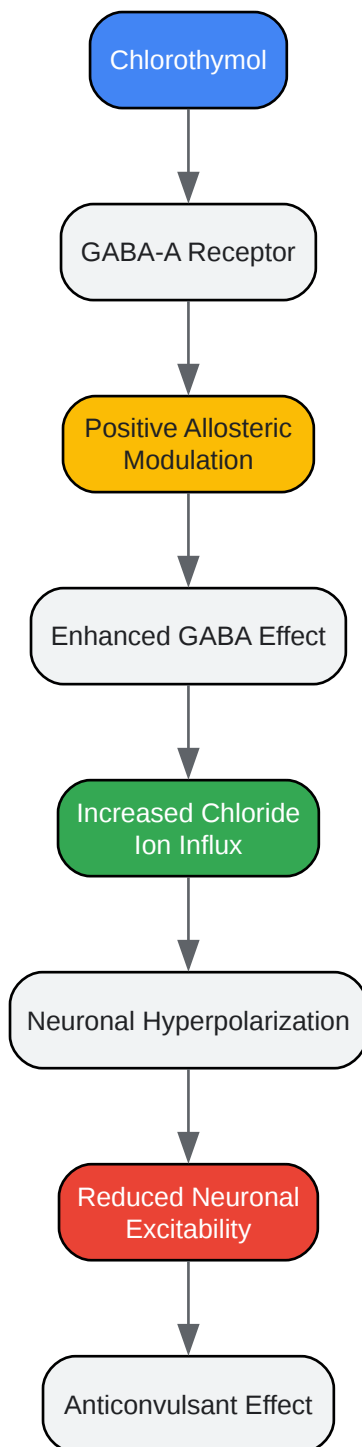 Chlorothymol
GABA-A Receptor
Positive Allosteric
Modulation
Enhanced GABA Effect
Increased Chloride
Ion Influx
Neuronal Hyperpolarization
Reduced Neuronal
Excitability
Anticonvulsant Effect